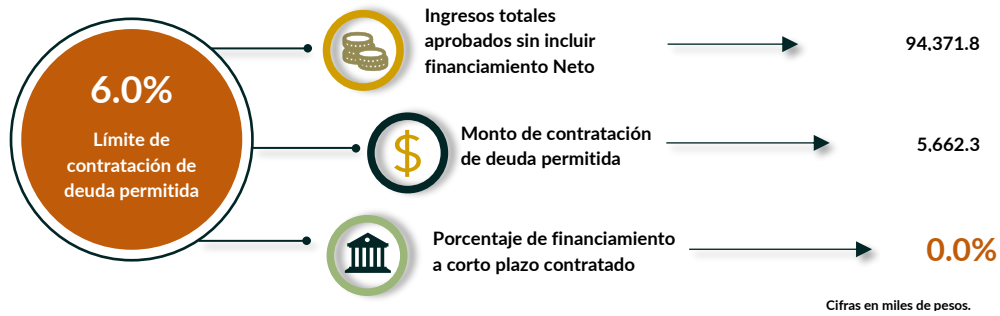 6.0%
Límite de
contratación de
deuda permitida
Ingresos totales
aprobados sin incluir
financiamiento Neto
94,371.8
$
Monto de contratación
de deuda permitida
5,662.3
Porcentaje de financiamiento
a corto plazo contratado
0.0%
Cifras en miles de pesos.